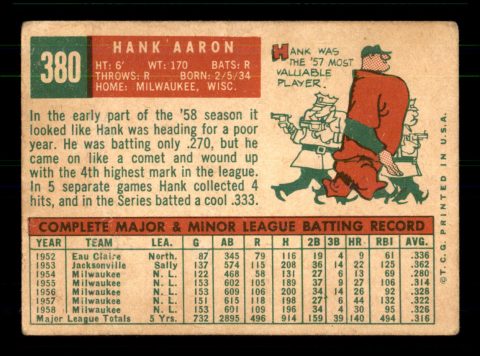 380
HANK AARON
HT: 6' WT: 170 BATS: R
THROWS: R BORN: 2/5/34
HOME: MILWAUKEE, WISC.
In the early part of the '58 season it
looked like Hank was heading for a poor
year. He was batting only .270, but he
came on like a comet and wound up
with the 4th highest mark in the league.
In 5 separate games Hank collected 4
hits, and in the Series batted a cool .333.
HANK WAS
THE '57 MOST
VALUABLE
PLAYER.
COMPLETE MAJOR & MINOR LEAGUE BATTING RECORD
YEAR TEAM LEA. G AB R H 2B 3B HR RBI AVG.
1952 Eau Claire North. 87 345 79 116 19 4 9 61 .336
1953 Jacksonville Sally 137 574 115 208 36 14 22 125 .362
1954 Milwaukee N. L. 122 468 58 131 27 6 13 69 .280
1955 Milwaukee N. L. 153 602 105 189 37 9 27 106 .314
1956 Milwaukee N. L. 153 609 106 200 34 14 26 92 .328
1957 Milwaukee N. L. 151 615 118 198 27 6 44 132 .322
1958 Milwaukee N. L. 153 601 109 196 34 4 30 95 .326
Major League Totals 5 Yrs. 732 2895 496 914 159 39 140 494 .316
© T.C.G. PRINTED IN U.S.A.